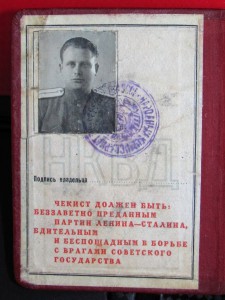 НКВД
Подпись владельца
ЧЕКИСТ ДОЛЖЕН БЫТЬ:
БЕЗЗАВЕТНО ПРЕДАННЫМ
ПАРТИИ ЛЕНИНА—СТАЛИНА,
БДИТЕЛЬНЫМ
И БЕСПОЩАДНЫМ В БОРЬБЕ
С ВРАГАМИ СОВЕТСКОГО
ГОСУДАРСТВА